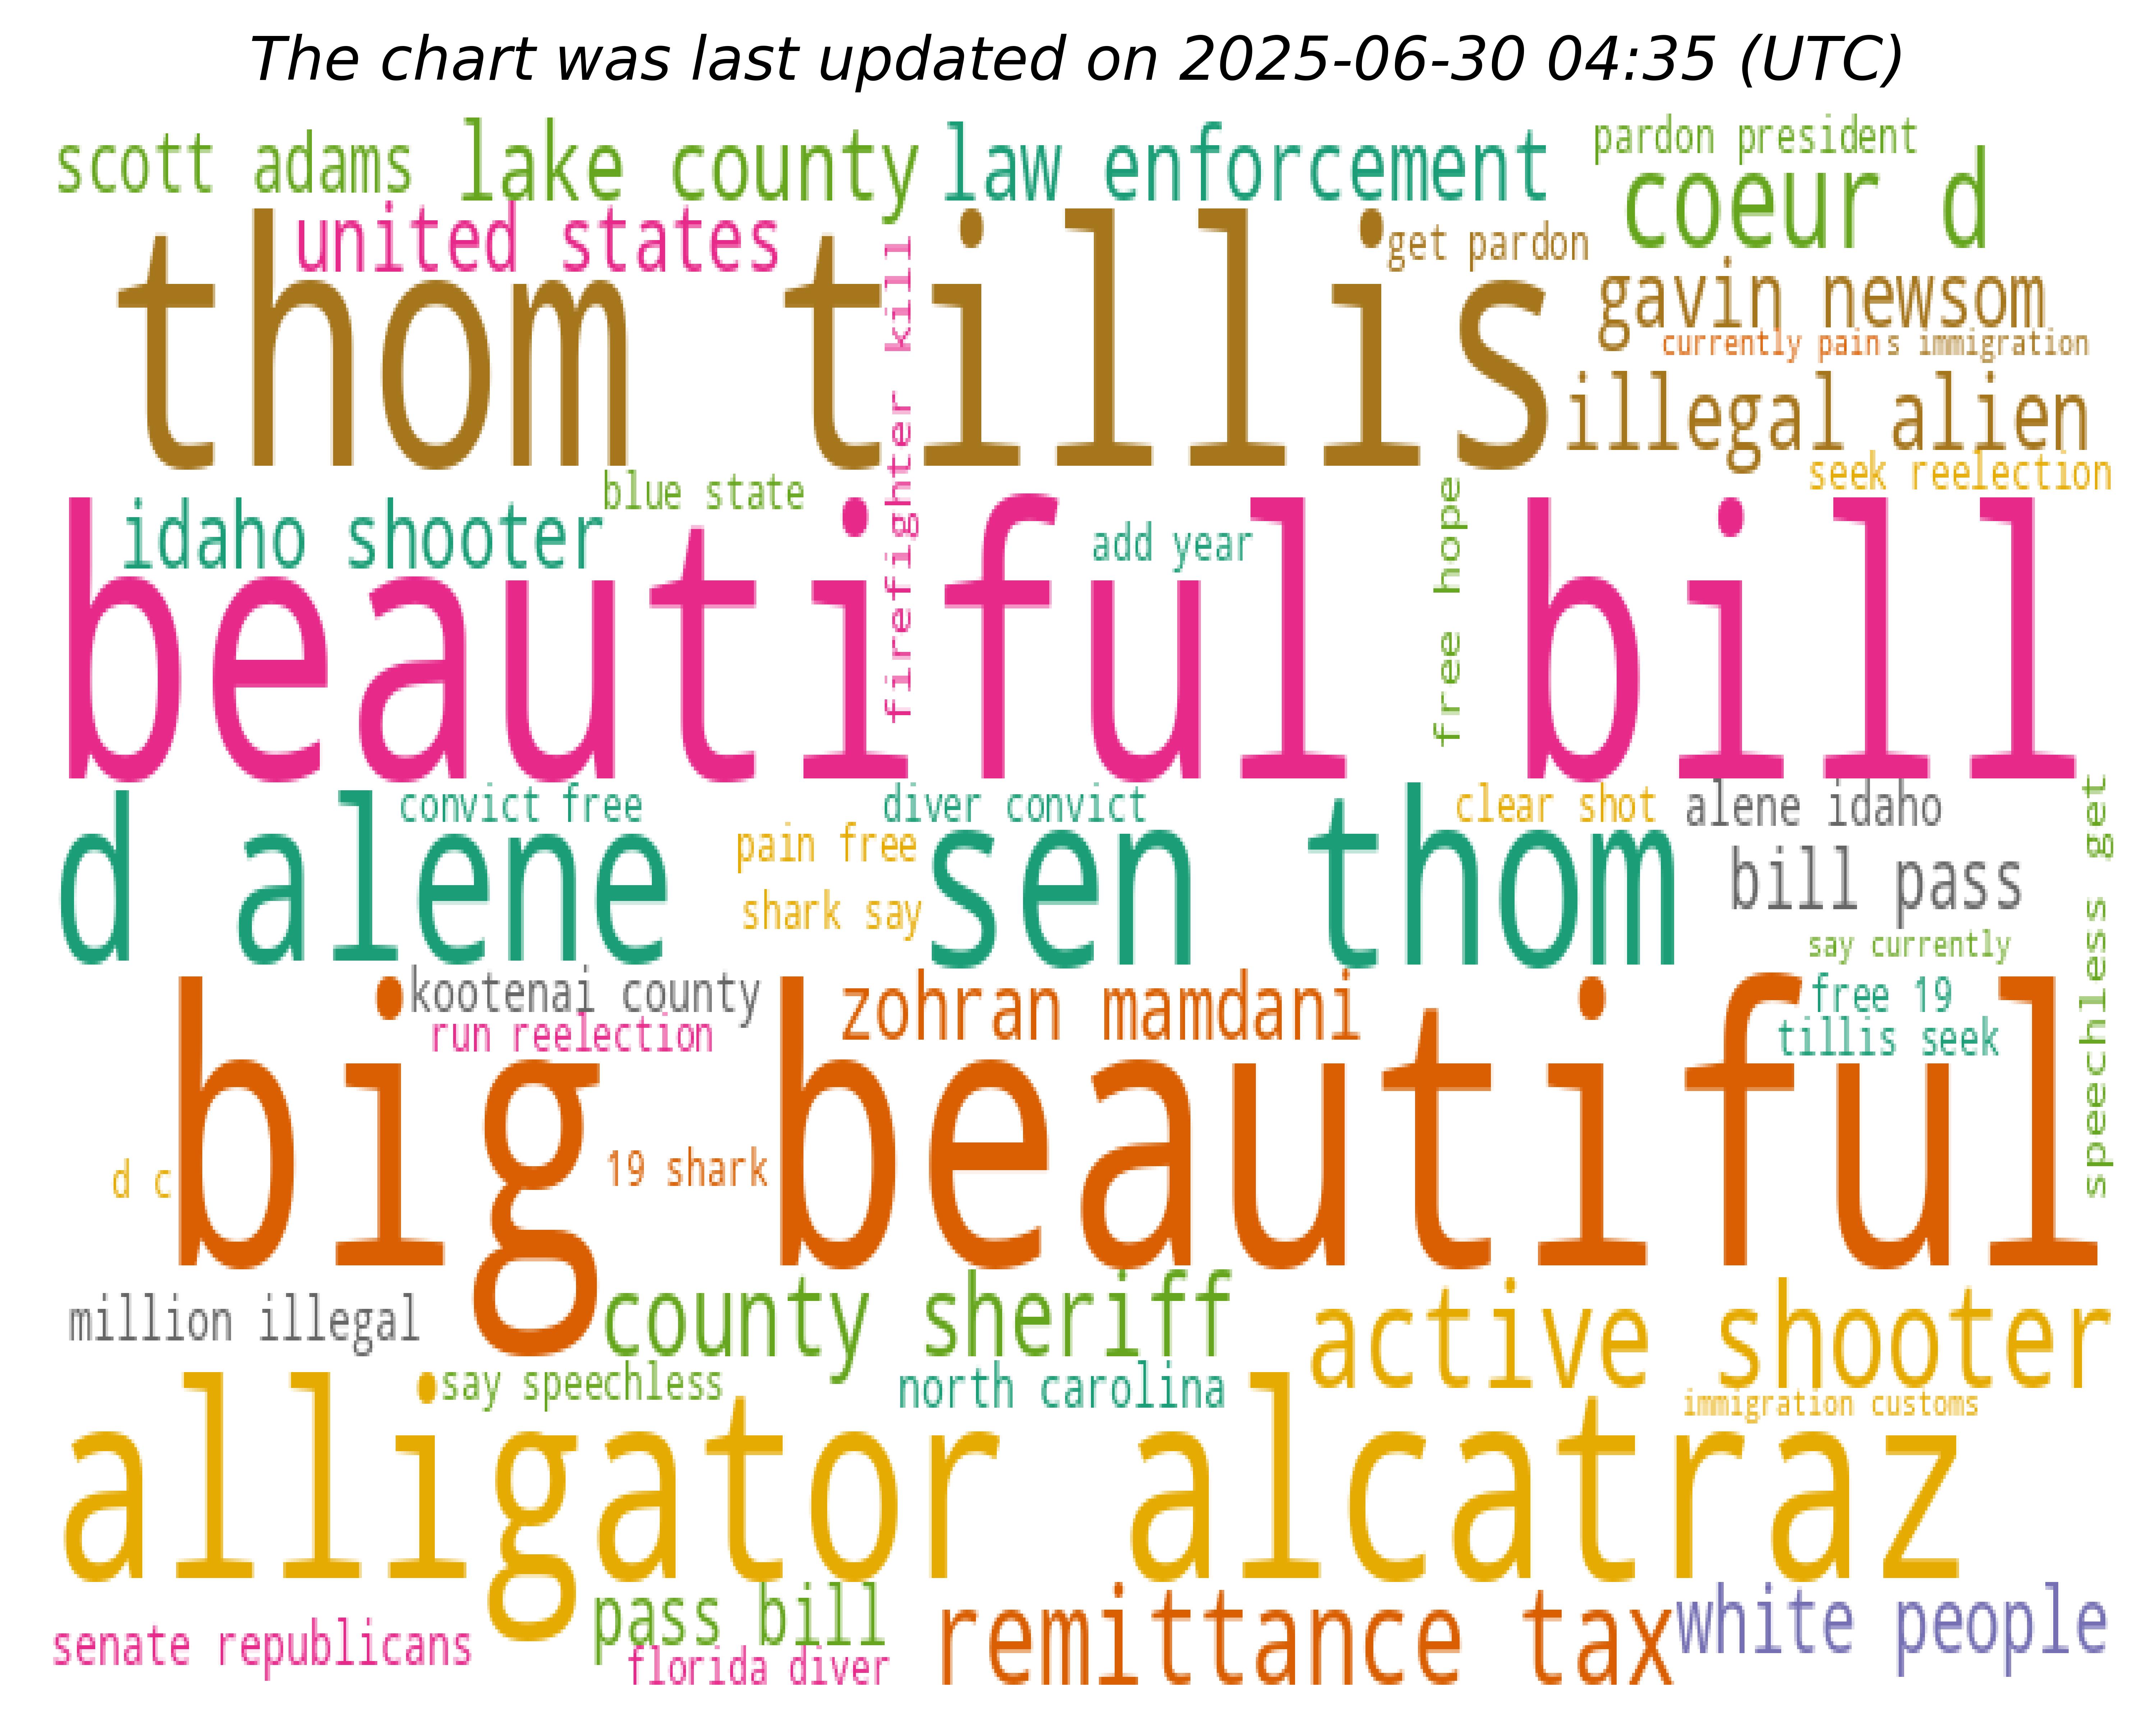 The chart was last updated on 2025-06-30 04:35 (UTC)
scott adams
lake county
law enforcement
pardon president
coeur d
united states
get pardon
gavin newsom
thom tillis
firefighter kill
currently pain
s immigration
illegal alien
seek reelection
blue state
idaho shooter
add year
free hope
beautiful bill
convict free
diver convict
clear shot
alene idaho
speechless get
d alene
pain free
shark say
sen thom
bill pass
say currently
kootenai county
run reelection
zohran mamdani
free 19
tillis seek
big beautiful
d c
19 shark
million illegal
county sheriff
active shooter
say speechless
north carolina
immigration customs
alligator alcatraz
senate republicans
pass bill
florida diver
remittance tax
white people